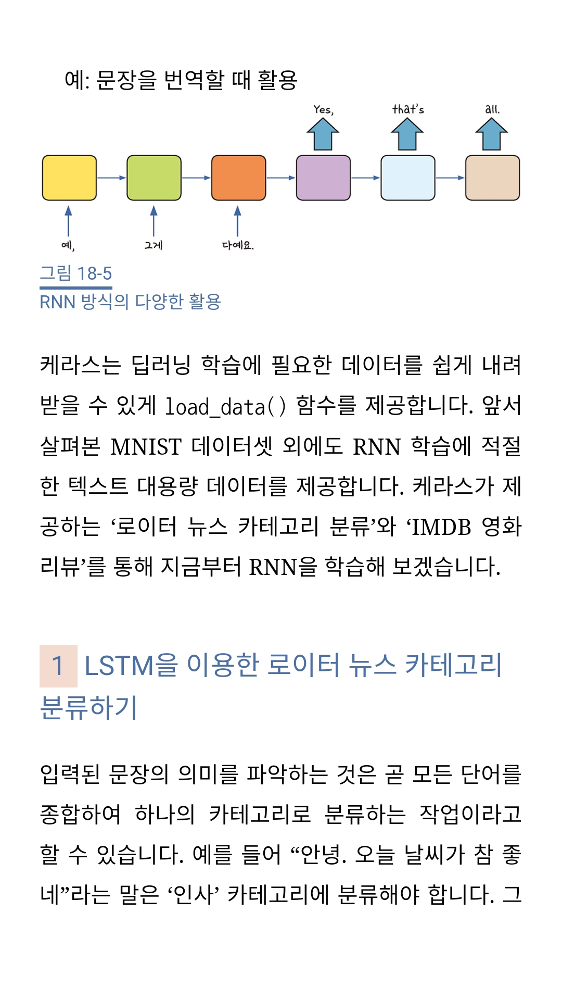 예: 문장을 번역할 때 활용
Yes, that's all.
예, 그게 다예요.
그림 18-5
RNN 방식의 다양한 활용
케라스는 딥러닝 학습에 필요한 데이터를 쉽게 내려
받을 수 있게 load_data() 함수를 제공합니다. 앞서
살펴본 MNIST 데이터셋 외에도 RNN 학습에 적절
한 텍스트 대용량 데이터를 제공합니다. 케라스가 제
공하는 ‘로이터 뉴스 카테고리 분류’와 ‘IMDB 영화
리뷰’를 통해 지금부터 RNN을 학습해 보겠습니다.
1 LSTM을 이용한 로이터 뉴스 카테고리
분류하기
입력된 문장의 의미를 파악하는 것은 곧 모든 단어를
종합하여 하나의 카테고리로 분류하는 작업이라고
할 수 있습니다. 예를 들어 “안녕. 오늘 날씨가 참 좋
네”라는 말은 ‘인사’ 카테고리에 분류해야 합니다. 그